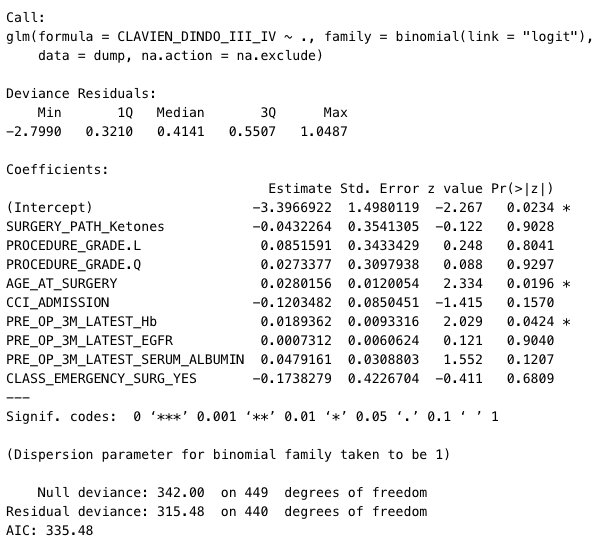 Call:
glm(formula = CLAVIEN_DINDO_III_IV ~ ., family = binomial(link = "logit"),
    data = dump, na.action = na.exclude)

Deviance Residuals:
    Min      1Q  Median      3Q     Max
-2.7990  0.3210  0.4141  0.5507  1.0487

Coefficients:
                              Estimate Std. Error z value Pr(>|z|)
(Intercept)                 -3.3966922  1.4980119  -2.267   0.0234 *
SURGERY_PATH_Ketones        -0.0432264  0.3541305  -0.122   0.9028
PROCEDURE_GRADE.L            0.0851591  0.3433429   0.248   0.8041
PROCEDURE_GRADE.Q            0.0273377  0.3097938   0.088   0.9297
AGE_AT_SURGERY               0.0280156  0.0120054   2.334   0.0196 *
CCI_ADMISSION               -0.1203482  0.0850451  -1.415   0.1570
PRE_OP_3M_LATEST_Hb          0.0189362  0.0093316   2.029   0.0424 *
PRE_OP_3M_LATEST_EGFR        0.0007312  0.0060624   0.121   0.9040
PRE_OP_3M_LATEST_SERUM_ALBUMIN  0.0479161  0.0308803   1.552   0.1207
CLASS_EMERGENCY_SURG_YES    -0.1738279  0.4226704  -0.411   0.6809
---
Signif. codes:  0 ‘***’ 0.001 ‘**’ 0.01 ‘*’ 0.05 ‘.’ 0.1 ‘ ’ 1

(Dispersion parameter for binomial family taken to be 1)

    Null deviance: 342.00  on 449  degrees of freedom
Residual deviance: 315.48  on 440  degrees of freedom
AIC: 335.48